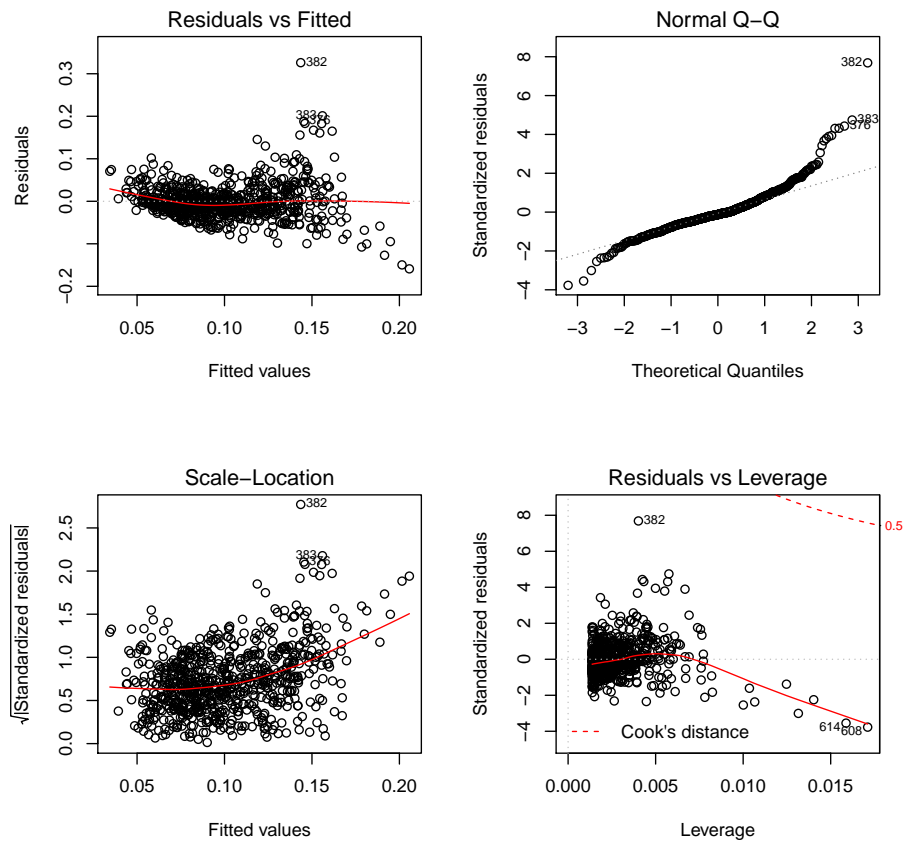 Residuals vs Fitted
Residuals
0.3
0.2
0.1
0.0
−0.2
382
383
376
0.05 0.10 0.15 0.20
Fitted values
Normal Q−Q
Standardized residuals
8
6
4
2
0
−2
−4
382
383
376
−3 −2 −1 0 1 2 3
Theoretical Quantiles
Scale−Location
√|Standardized residuals|
2.5
2.0
1.5
1.0
0.5
0.0
382
383
376
0.05 0.10 0.15 0.20
Fitted values
Residuals vs Leverage
Standardized residuals
8
6
4
2
0
−2
−4
382
0.5
Cook's distance
614
608
0.000 0.005 0.010 0.015
Leverage